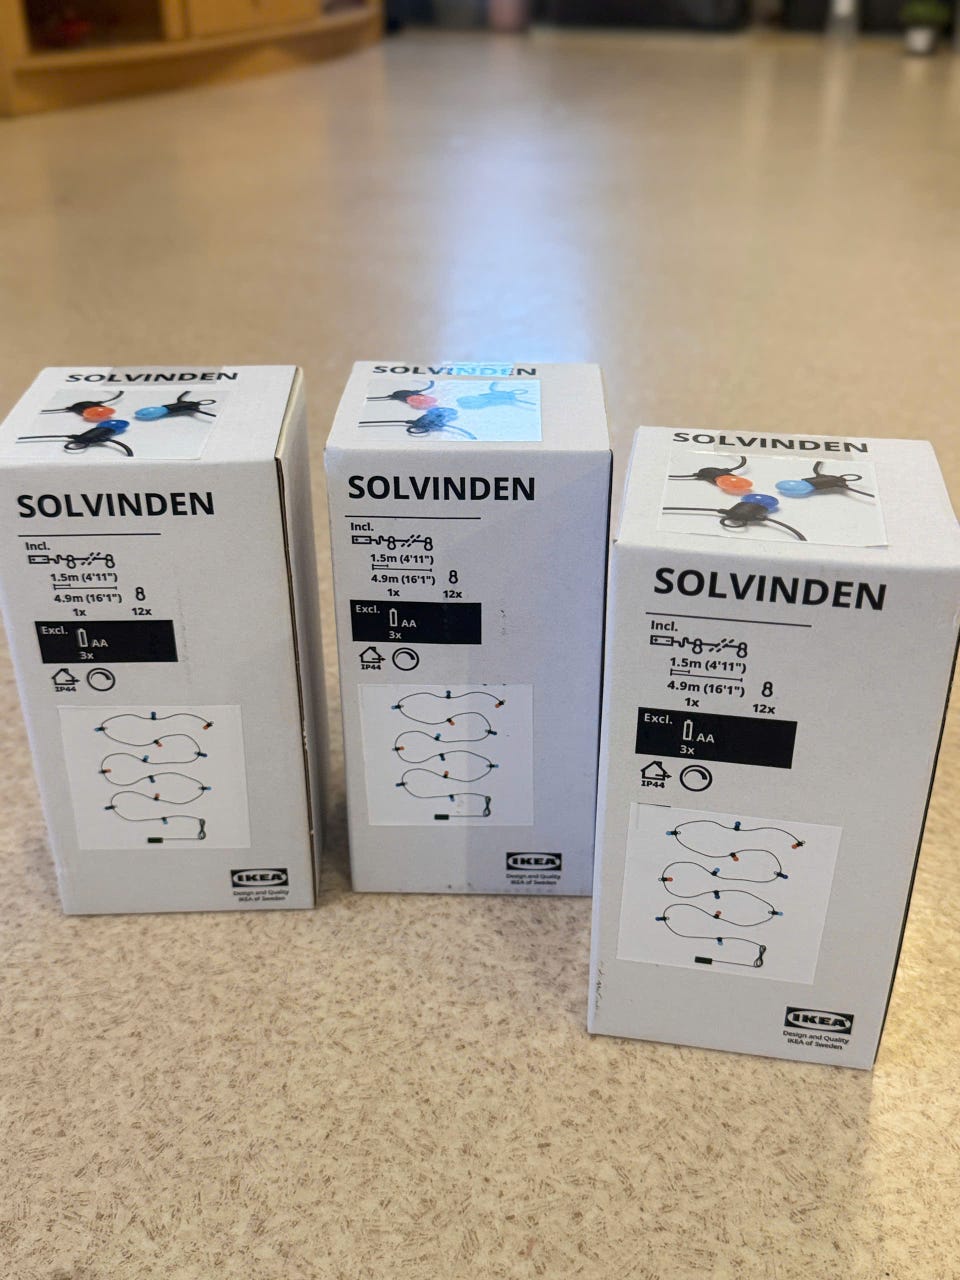 SOLVINDEN
SOLVINDEN
Incl.
1.5m (4'11")
4.9m (16'1")
1x 12x
Excl. AA
3x
IP44
IKEA
Design and Quality
IKEA of Sweden
SOLVINDEN
SOLVINDEN
Incl.
1.5m (4'11")
4.9m (16'1")
1x 12x
Excl. AA
3x
IP44
IKEA
Design and Quality
IKEA of Sweden
SOLVINDEN
SOLVINDEN
Incl.
1.5m (4'11")
4.9m (16'1")
1x 12x
Excl. AA
3x
IP44
IKEA
Design and Quality
IKEA of Sweden